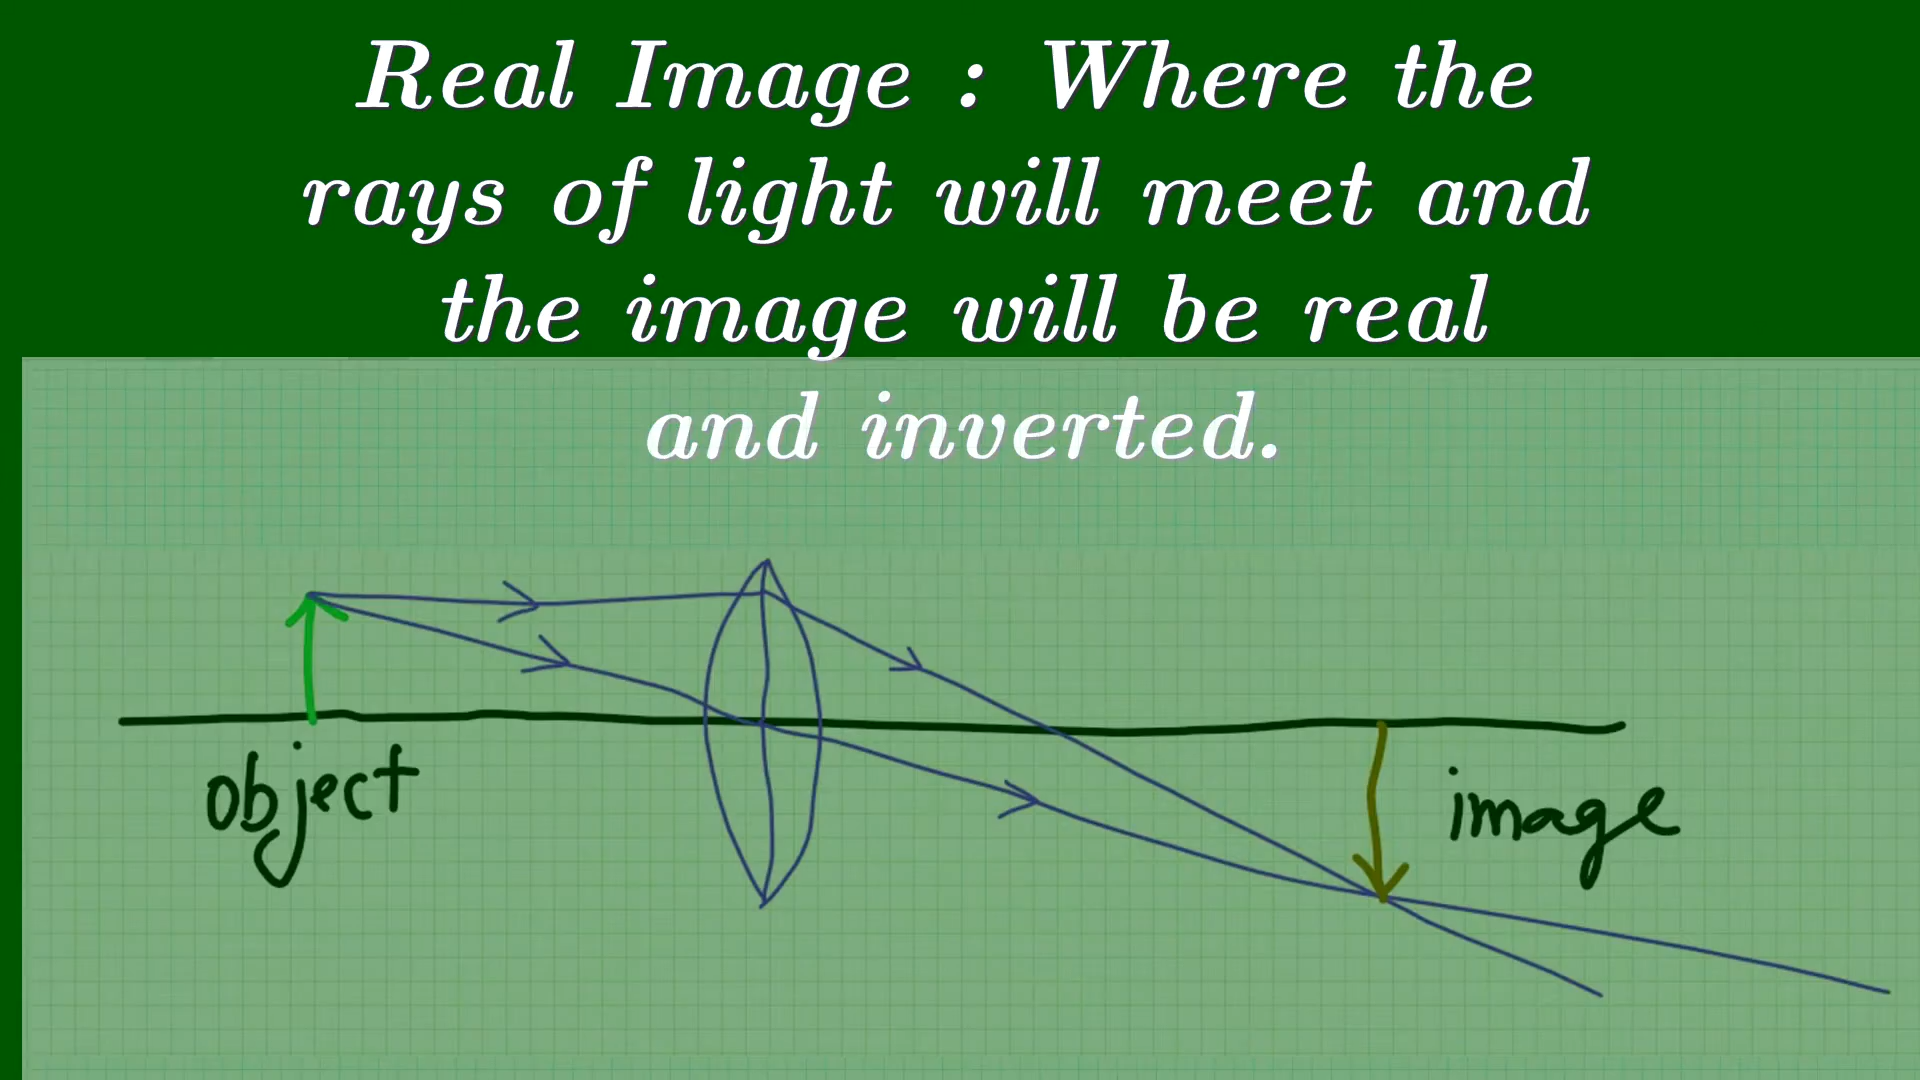 Real Image : Where the
rays of light will meet and
the image will be real
and inverted.
object
image